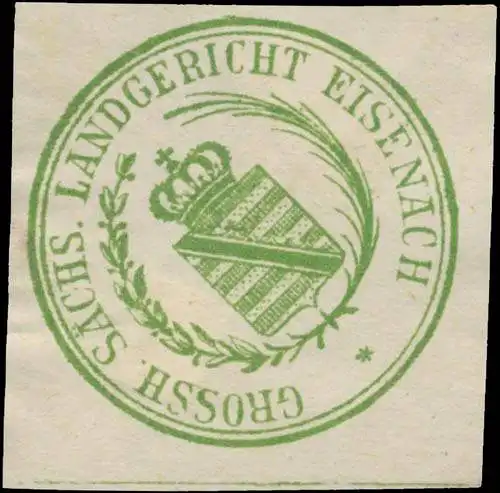 GROSSH. SÄCHS. LANDGERICHT EISENACH *